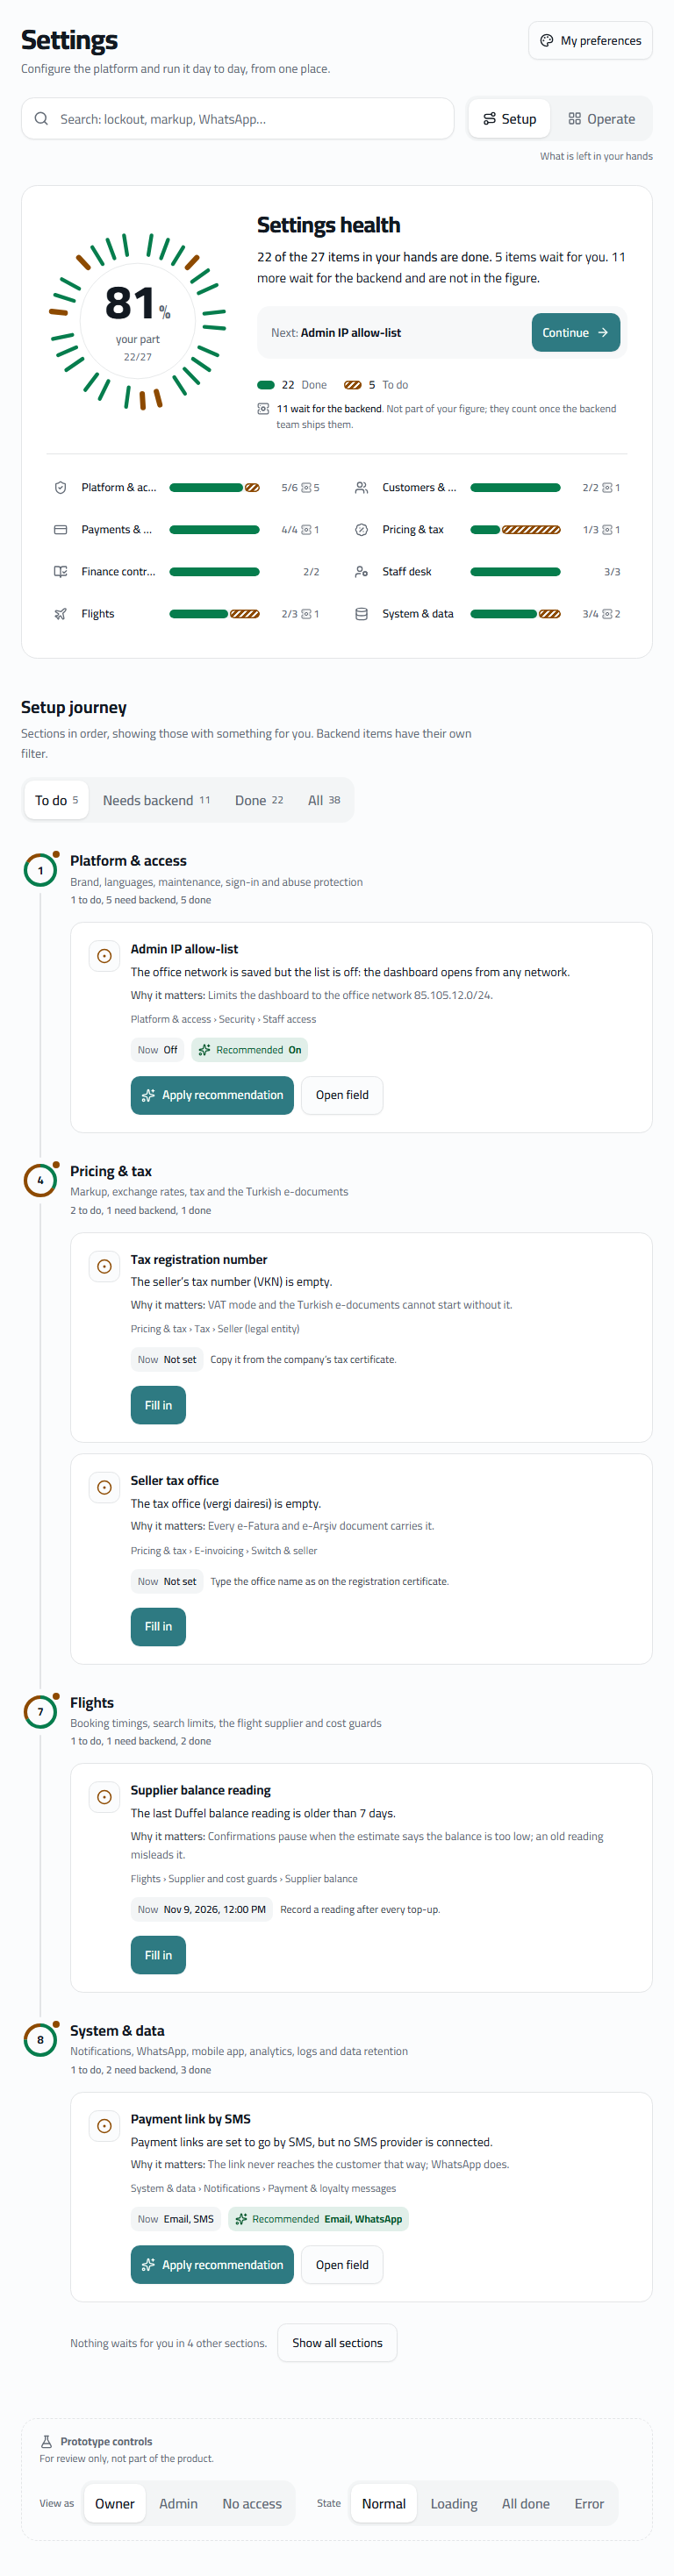 Settings
My preferences
Configure the platform and run it day to day, from one place.
Search: lockout, markup, WhatsApp...
Setup
Operate
What is left in your hands
Settings health
22 of the 27 items in your hands are done. 5 items wait for you. 11
more wait for the backend and are not in the figure.
81%
your part
22/27
Next: Admin IP allow-list
Continue
22 Done
5 To do
11 wait for the backend. Not part of your figure; they count once the backend
team ships them.
Platform & ac...
5/6
5
Customers & ...
2/2
1
Payments & ...
4/4
1
Pricing & tax
1/3
1
Finance contr...
2/2
Staff desk
3/3
Flights
2/3
1
System & data
3/4
2
Setup journey
Sections in order, showing those with something for you. Backend items have their own
filter.
To do 5
Needs backend 11
Done 22
All 38
1
Platform & access
Brand, languages, maintenance, sign-in and abuse protection
1 to do, 5 need backend, 5 done
Admin IP allow-list
The office network is saved but the list is off: the dashboard opens from any network.
Why it matters: Limits the dashboard to the office network 85.105.12.0/24.
Platform & access › Security › Staff access
Now Off
Recommended On
Apply recommendation
Open field
4
Pricing & tax
Markup, exchange rates, tax and the Turkish e-documents
2 to do, 1 need backend, 1 done
Tax registration number
The seller's tax number (VKN) is empty.
Why it matters: VAT mode and the Turkish e-documents cannot start without it.
Pricing & tax › Tax › Seller (legal entity)
Now Not set
Copy it from the company's tax certificate.
Fill in
Seller tax office
The tax office (vergi dairesi) is empty.
Why it matters: Every e-Fatura and e-Arşiv document carries it.
Pricing & tax › E-invoicing › Switch & seller
Now Not set
Type the office name as on the registration certificate.
Fill in
7
Flights
Booking timings, search limits, the flight supplier and cost guards
1 to do, 1 need backend, 2 done
Supplier balance reading
The last Duffel balance reading is older than 7 days.
Why it matters: Confirmations pause when the estimate says the balance is too low; an old reading
misleads it.
Flights › Supplier and cost guards › Supplier balance
Now Nov 9, 2026, 12:00 PM
Record a reading after every top-up.
Fill in
8
System & data
Notifications, WhatsApp, mobile app, analytics, logs and data retention
1 to do, 2 need backend, 3 done
Payment link by SMS
Payment links are set to go by SMS, but no SMS provider is connected.
Why it matters: The link never reaches the customer that way; WhatsApp does.
System & data › Notifications › Payment & loyalty messages
Now Email, SMS
Recommended Email, WhatsApp
Apply recommendation
Open field
Nothing waits for you in 4 other sections.
Show all sections
Prototype controls
For review only, not part of the product.
View as
Owner
Admin
No access
State
Normal
Loading
All done
Error